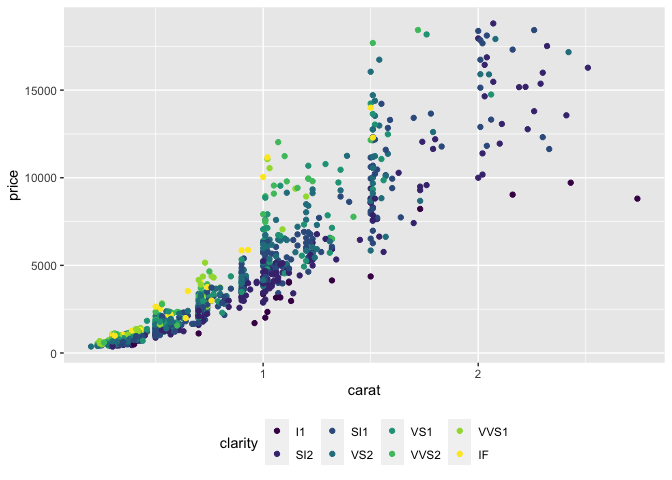 15000
10000
5000
0
price
1 2
carat
clarity
I1 SI1 VS1 VVS1
SI2 VS2 VVS2 IF